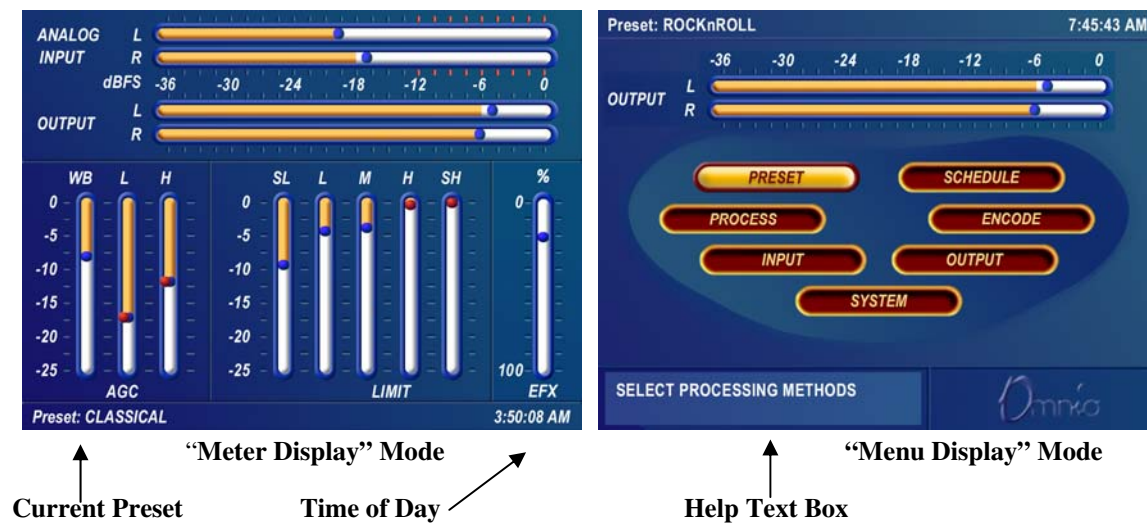 ANALOG L
INPUT R
dBFS -36 -30 -24 -18 -12 -6 0
L
OUTPUT
R
WB L H SL L M H SH %
0 0 0
-5 -5
-10 -10
-15 -15
-20 -20
-25 -25 100
AGC LIMIT EFX
Preset: CLASSICAL 3:50:08 AM
Preset: ROCKnROLL 7:45:43 AM
-36 -30 -24 -18 -12 -6 0
L
OUTPUT
R
PRESET SCHEDULE
PROCESS ENCODE
INPUT OUTPUT
SYSTEM
SELECT PROCESSING METHODS Omnia
“Meter Display” Mode “Menu Display” Mode
Current Preset Time of Day Help Text Box